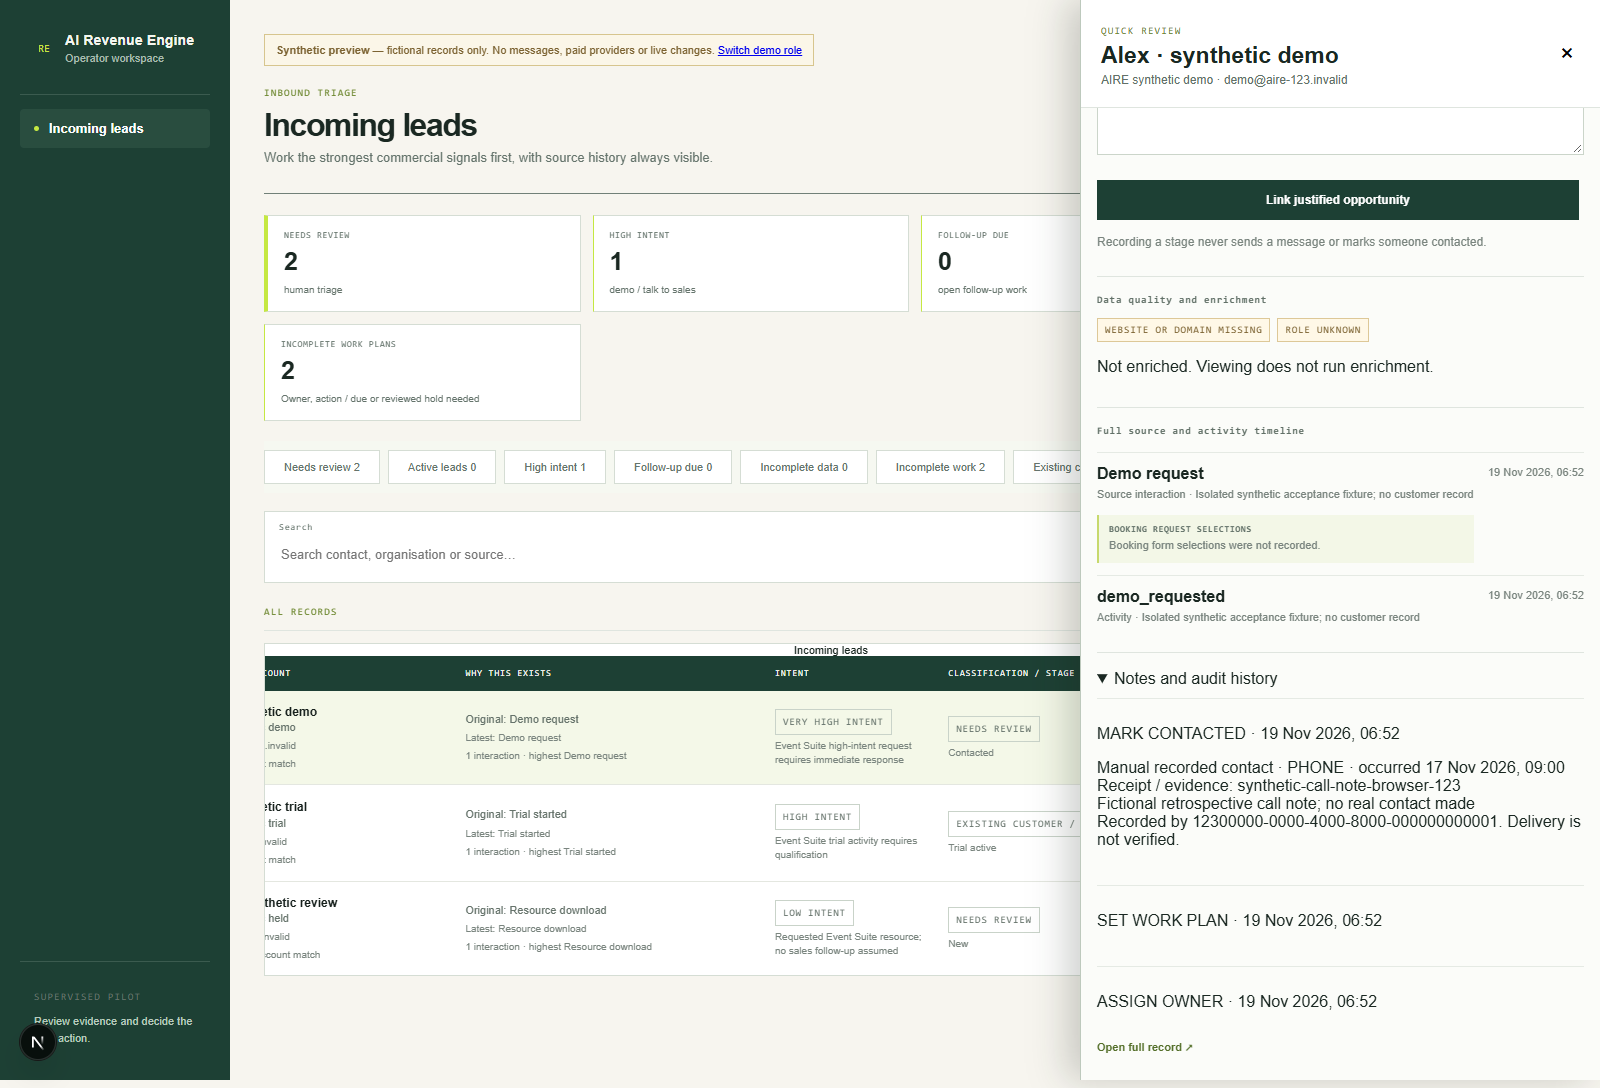 RE
AI Revenue Engine
Operator workspace
Incoming leads
SUPERVISED PILOT
Review evidence and decide the
action.
Synthetic preview — fictional records only. No messages, paid providers or live changes. Switch demo role
INBOUND TRIAGE
Incoming leads
Work the strongest commercial signals first, with source history always visible.
NEEDS REVIEW
2
human triage
HIGH INTENT
1
demo / talk to sales
FOLLOW-UP DUE
0
open follow-up work
INCOMPLETE WORK PLANS
2
Owner, action / due or reviewed hold needed
Needs review 2
Active leads 0
High intent 1
Follow-up due 0
Incomplete data 0
Incomplete work 2
Existing c
Search
Search contact, organisation or source...
ALL RECORDS
Incoming leads
OUNT WHY THIS EXISTS INTENT CLASSIFICATION / STAGE
etic demo
demo
.invalid
match
Original: Demo request
Latest: Demo request
1 interaction · highest Demo request
VERY HIGH INTENT
Event Suite high-intent request
requires immediate response
NEEDS REVIEW
Contacted
etic trial
trial
nvalid
match
Original: Trial started
Latest: Trial started
1 interaction · highest Trial started
HIGH INTENT
Event Suite trial activity requires
qualification
EXISTING CUSTOMER /
Trial active
thetic review
held
nvalid
count match
Original: Resource download
Latest: Resource download
1 interaction · highest Resource download
LOW INTENT
Requested Event Suite resource;
no sales follow-up assumed
NEEDS REVIEW
New
QUICK REVIEW
Alex · synthetic demo
AIRE synthetic demo · demo@aire-123.invalid
Link justified opportunity
Recording a stage never sends a message or marks someone contacted.
Data quality and enrichment
WEBSITE OR DOMAIN MISSING
ROLE UNKNOWN
Not enriched. Viewing does not run enrichment.
Full source and activity timeline
Demo request
19 Nov 2026, 06:52
Source interaction · Isolated synthetic acceptance fixture; no customer record
BOOKING REQUEST SELECTIONS
Booking form selections were not recorded.
demo_requested
19 Nov 2026, 06:52
Activity · Isolated synthetic acceptance fixture; no customer record
▼ Notes and audit history
MARK CONTACTED · 19 Nov 2026, 06:52
Manual recorded contact · PHONE · occurred 17 Nov 2026, 09:00
Receipt / evidence: synthetic-call-note-browser-123
Fictional retrospective call note; no real contact made
Recorded by 12300000-0000-4000-8000-000000000001. Delivery is
not verified.
SET WORK PLAN · 19 Nov 2026, 06:52
ASSIGN OWNER · 19 Nov 2026, 06:52
Open full record ↗